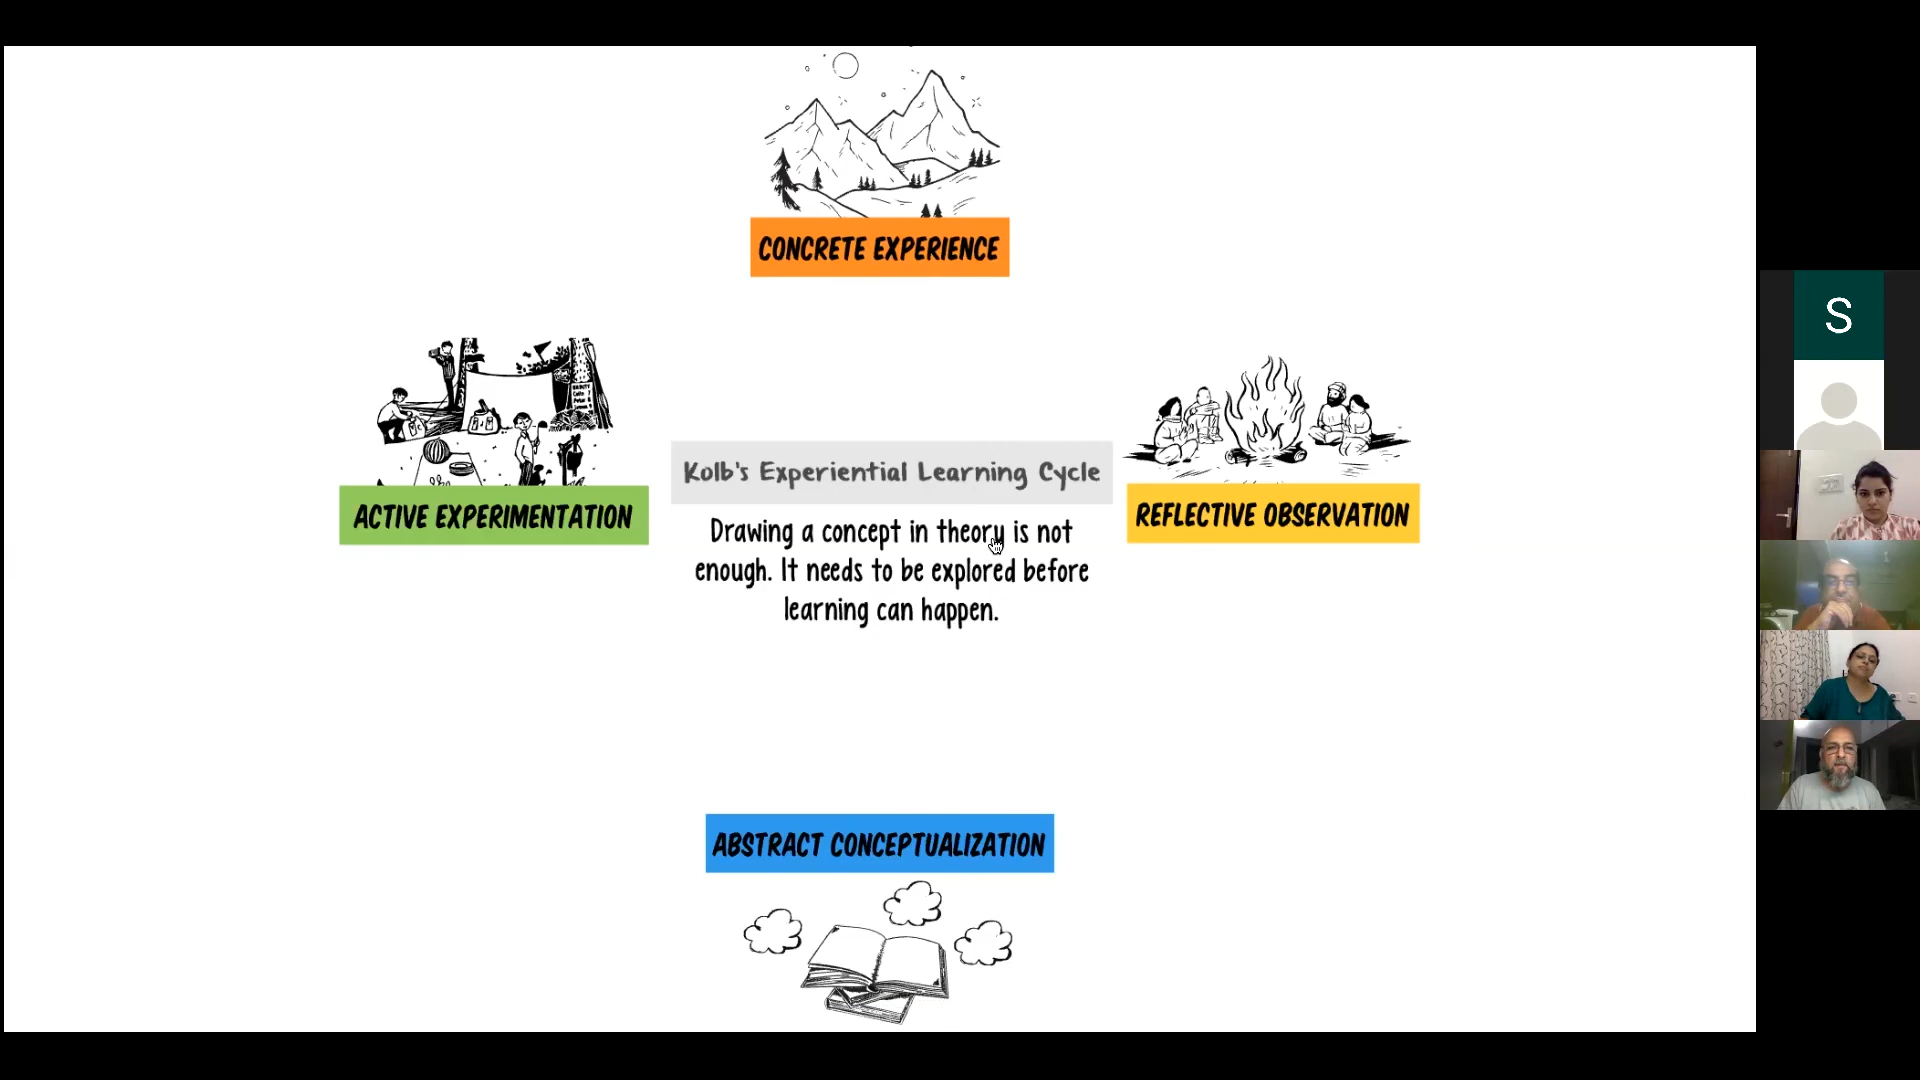 CONCRETE EXPERIENCE
ACTIVE EXPERIMENTATION
Kolb's Experiential Learning Cycle
REFLECTIVE OBSERVATION
Drawing a concept in theory is not
enough. It needs to be explored before
learning can happen.
ABSTRACT CONCEPTUALIZATION
S